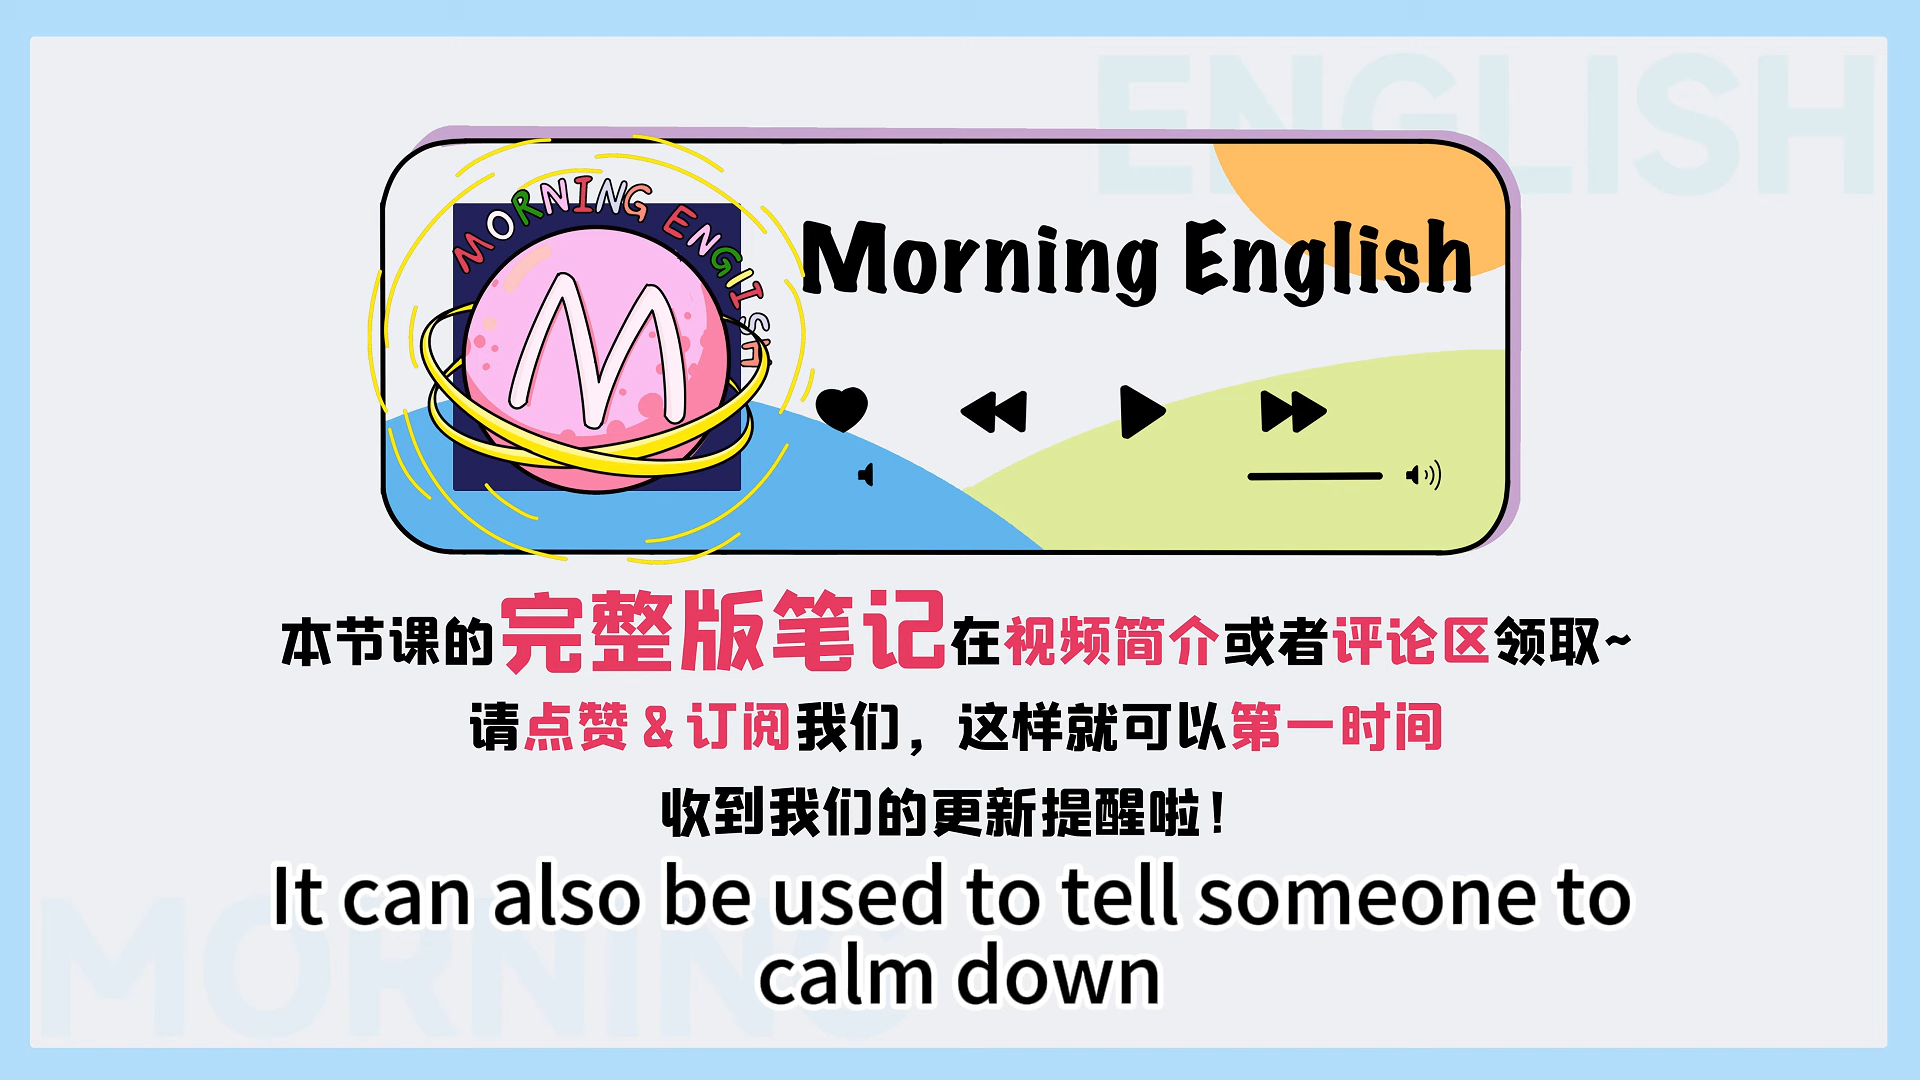 ENGLISH
MORNING ENGLISH
M
Morning English
本节课的完整版笔记在视频简介或者评论区领取~
请点赞&订阅我们，这样就可以第一时间
收到我们的更新提醒啦！
It can also be used to tell someone to
calm down
MORNING